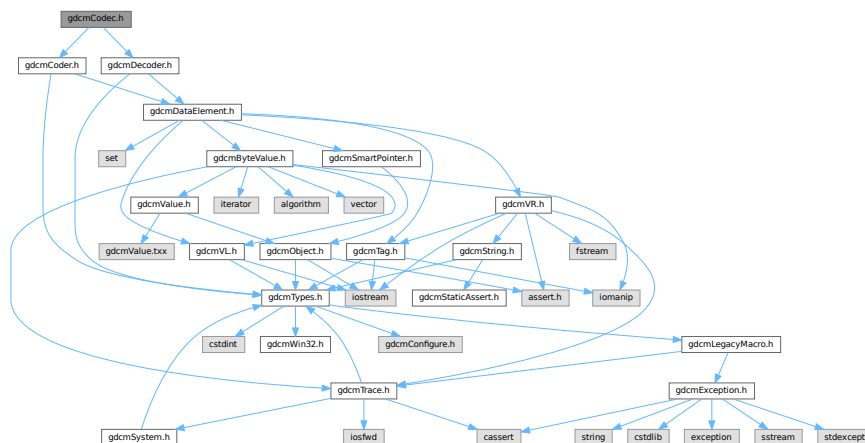 gdcmCodec.h
gdcmCoder.h
gdcmDecoder.h
gdcmDataElement.h
set
gdcmByteValue.h
gdcmSmartPointer.h
gdcmValue.h
iterator
algorithm
vector
gdcmVR.h
gdcmValue.txx
gdcmVL.h
gdcmObject.h
gdcmTag.h
gdcmString.h
fstream
gdcmTypes.h
iostream
gdcmStaticAssert.h
assert.h
iomanip
cstdint
gdcmWin32.h
gdcmConfigure.h
gdcmLegacyMacro.h
gdcmTrace.h
gdcmException.h
gdcmSystem.h
iosfwd
cassert
string
cstdlib
exception
sstream
stdexcept